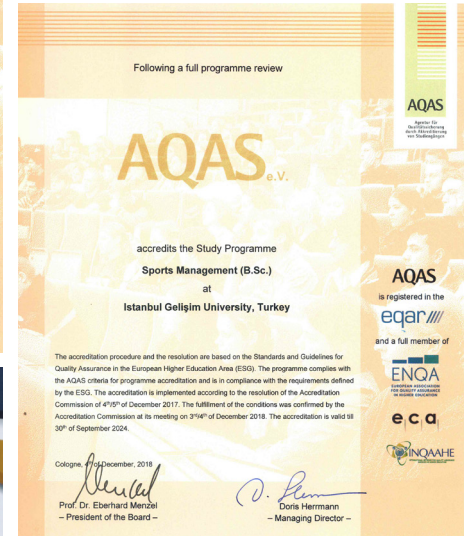 Following a full programme review
AQAS e.V.
accredits the Study Programme
Sports Management (B.Sc.)
at
Istanbul Gelişim University, Turkey
The accreditation procedure and the resolution are based on the Standards and Guidelines for
Quality Assurance in the European Higher Education Area (ESG). The programme complies with
the AQAS criteria for programme accreditation and is in compliance with the requirements defined
by the ESG. The accreditation is implemented according to the resolution of the Accreditation
Commission of 4th/5th of December 2017. The fulfillment of the conditions was confirmed by the
Accreditation Commission at its meeting on 3rd/4th of December 2018. The accreditation is valid till
30th of September 2024.
Cologne, 4th of December, 2018
Prof. Dr. Eberhard Menzel
– President of the Board –
Doris Herrmann
– Managing Director –
AQAS
Agentur für
Qualitätssicherung
durch Akkreditierung
von Studiengängen
AQAS
is registered in the
eqar
and a full member of
ENQA
EUROPEAN ASSOCIATION
FOR QUALITY ASSURANCE
IN HIGHER EDUCATION
eca
INQAAHE